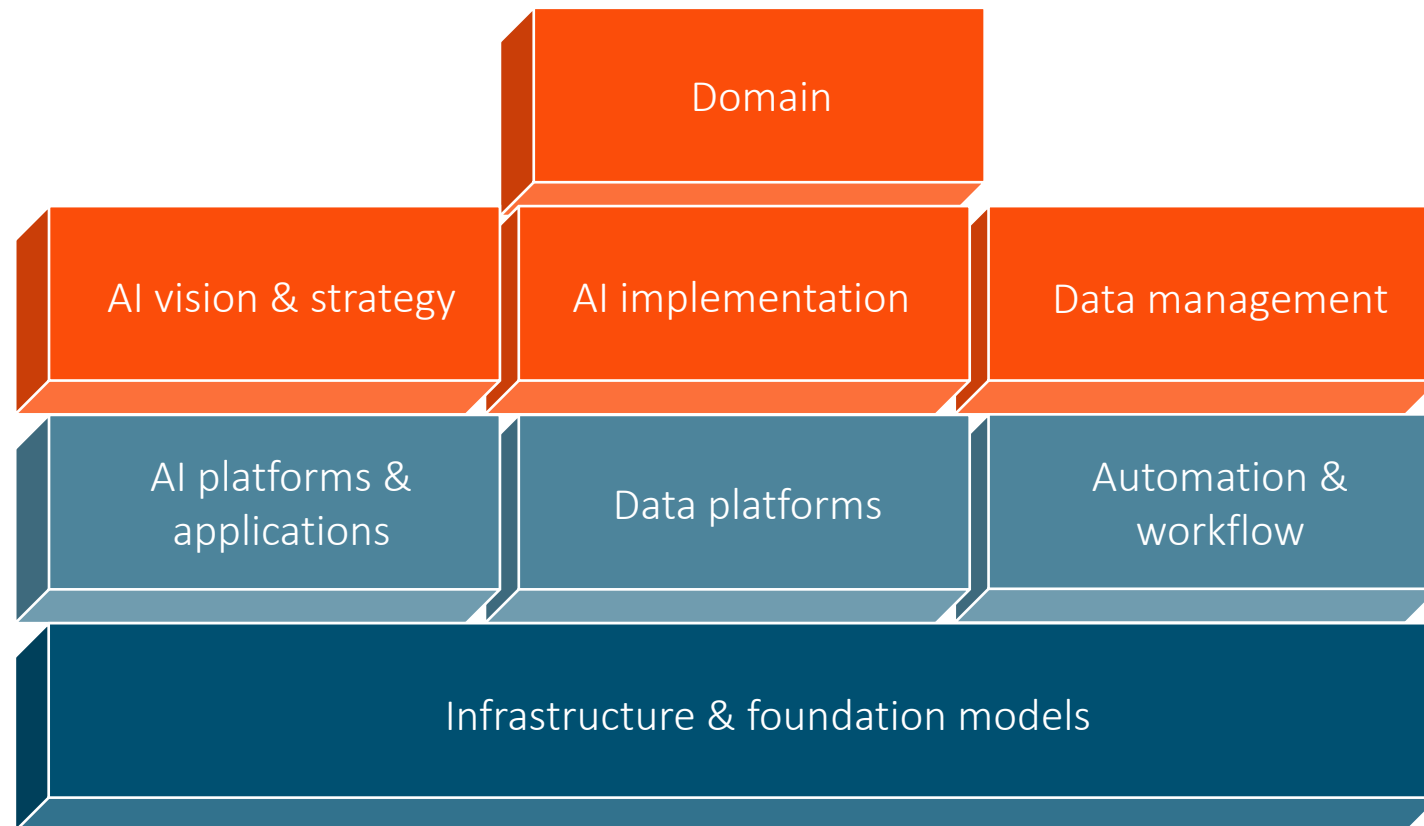 Domain
AI vision & strategy
AI implementation
Data management
AI platforms &
applications
Data platforms
Automation &
workflow
Infrastructure & foundation models